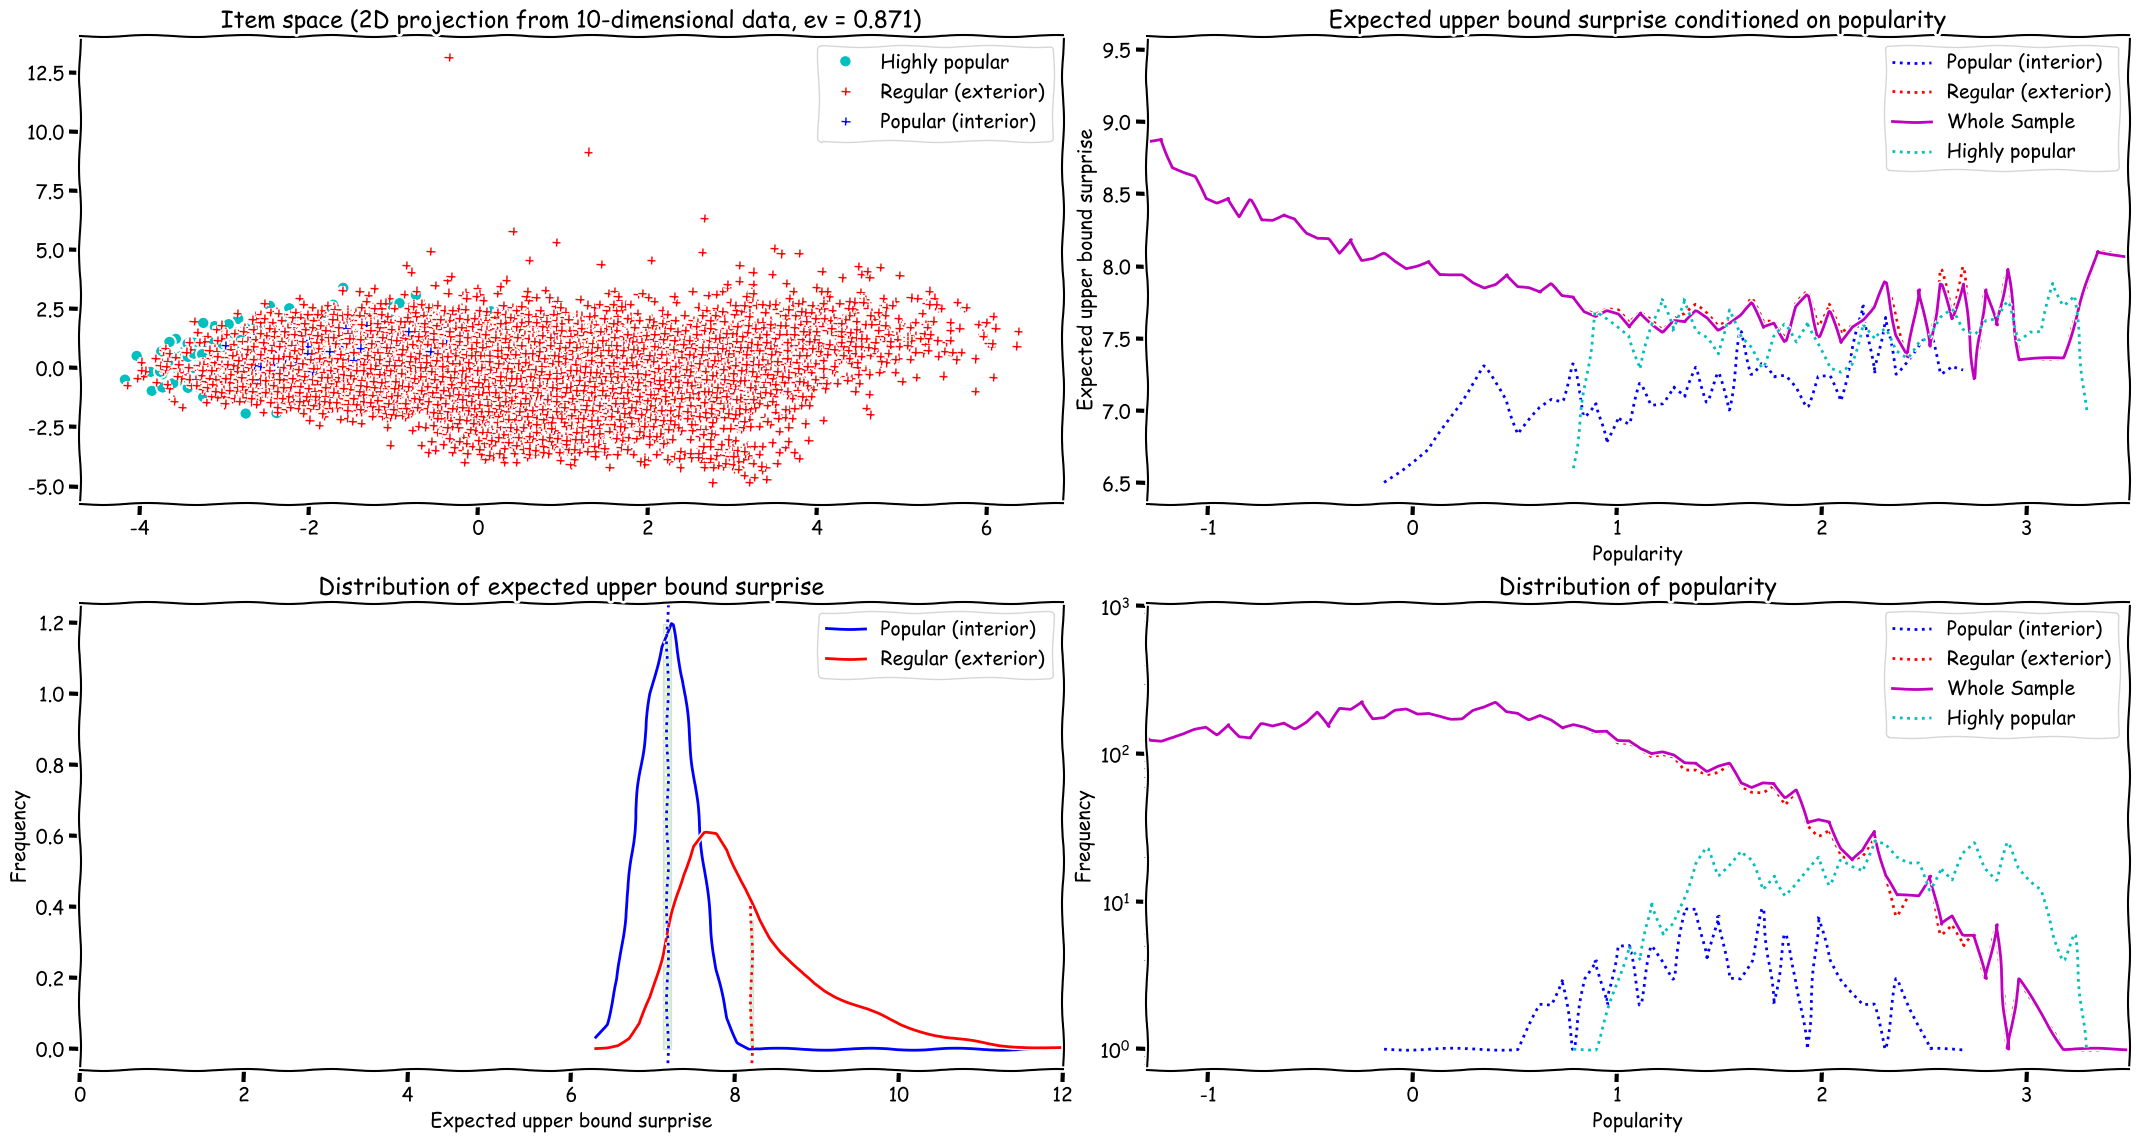 Item space (2D projection from 10-dimensional data, ev = 0.871)
12.5
10.0
7.5
5.0
2.5
0.0
-2.5
-5.0
-4
-2
0
2
4
6
Highly popular
Regular (exterior)
Popular (interior)
Expected upper bound surprise conditioned on popularity
Expected upper bound surprise
9.5
9.0
8.5
8.0
7.5
7.0
6.5
-1
0
1
2
3
Popularity
Popular (interior)
Regular (exterior)
Whole Sample
Highly popular
Distribution of expected upper bound surprise
Frequency
1.2
1.0
0.8
0.6
0.4
0.2
0.0
0
2
4
6
8
10
12
Expected upper bound surprise
Popular (interior)
Regular (exterior)
Distribution of popularity
Frequency
10³
10²
10¹
10⁰
-1
0
1
2
3
Popularity
Popular (interior)
Regular (exterior)
Whole Sample
Highly popular